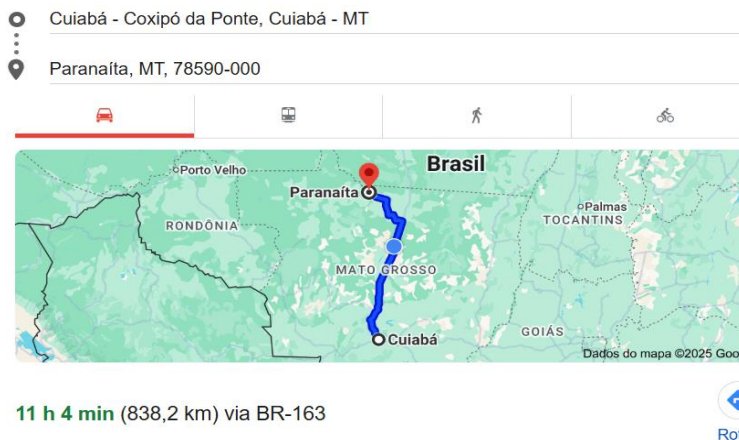 Cuiabá - Coxipó da Ponte, Cuiabá - MT
Paranaíta, MT, 78590-000
Brasil
Porto Velho
Paranaíta
Palmas
TOCANTINS
RONDÔNIA
MATO GROSSO
GOIÁS
Cuiabá
Dados do mapa ©2025 Goo
11 h 4 min (838,2 km) via BR-163